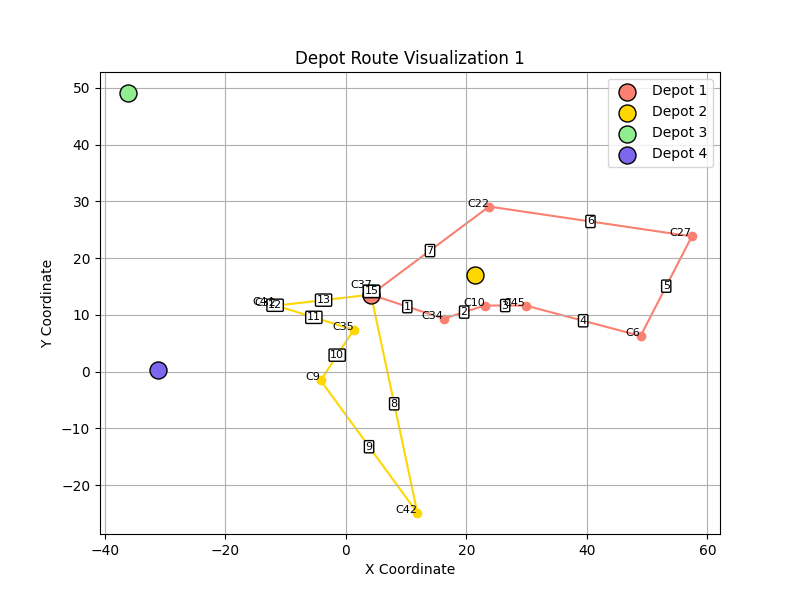 Depot Route Visualization 1
Depot 1
Depot 2
Depot 3
Depot 4
50
40
30
20
10
0
−10
−20
−40
−20
0
20
40
60
X Coordinate
Y Coordinate
C22
6
C27
7
5
C37
15
13
12
11
C35
10
C9
1
C34
2
C10
3
C45
4
C6
8
9
C42